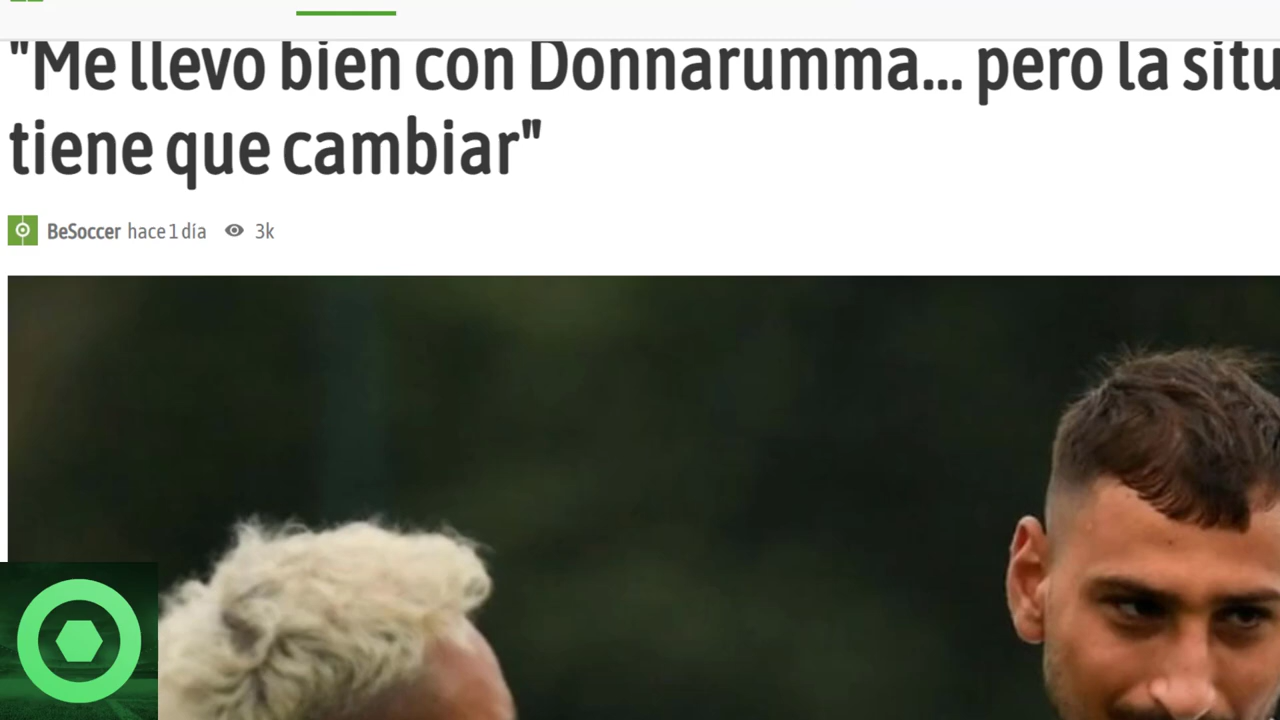 "Me llevo bien con Donnarumma... pero la situ
tiene que cambiar"
BeSoccer hace 1 día 3k